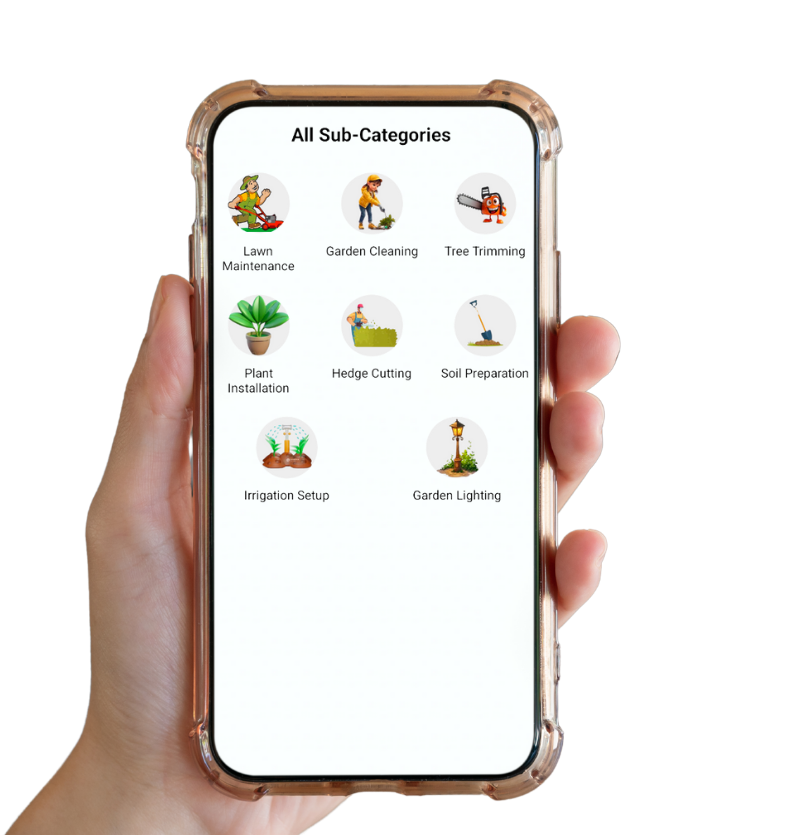 All Sub-Categories
Lawn
Maintenance
Garden Cleaning
Tree Trimming
Plant
Installation
Hedge Cutting
Soil Preparation
Irrigation Setup
Garden Lighting